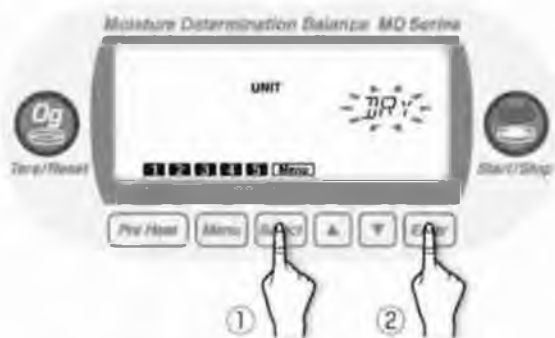 Moisture Determination Balance MD Series
UNIT
DRY
0g
Tare/Reset
Start/Stop
1 2 3 4 5 Menu
Pre Heat Menu Select ▲ ▼ Enter
① ②